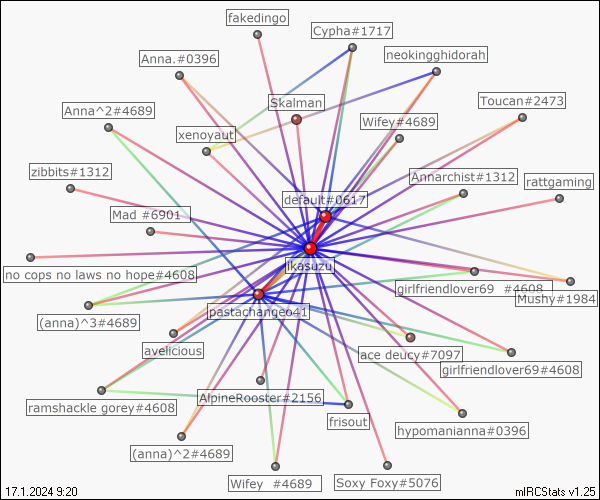 fakedingo
Cypha#1717
neokingghidorah
Anna.#0396
Skalman
Toucan#2473
Anna^2#4689
Wifey#4689
xenoyaut
zibbits#1312
Annarchist#1312
rattgaming
default#0617
Mad #6901
jkasuzu
no cops no laws no hope#4608
girlfriendlover69 #4608
Mushy#1984
pastachangeo41
(anna)^3#4689
avelicious
ace deucy#7097
girlfriendlover69#4608
AlpineRooster#2156
ramshackle gorey#4608
frisout
hypomanianna#0396
(anna)^2#4689
Wifey #4689
Soxy Foxy#5076
17.1.2024 9:20
mIRCStats v1.25